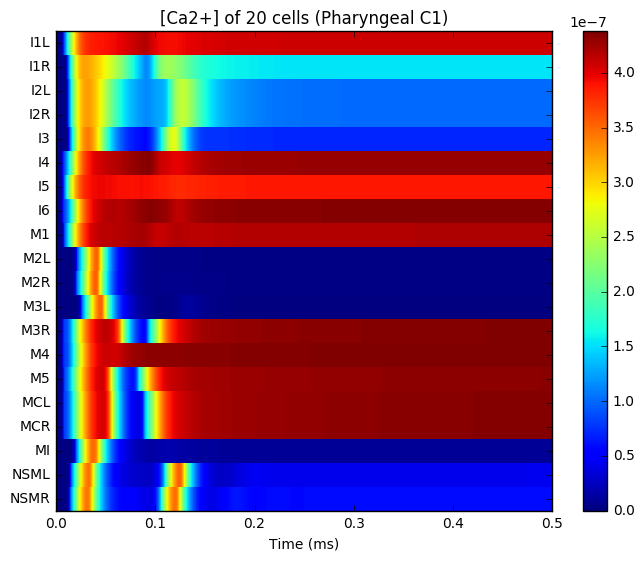 [Ca2+] of 20 cells (Pharyngeal C1)
1e−7
I1L
I1R
I2L
I2R
I3
I4
I5
I6
M1
M2L
M2R
M3L
M3R
M4
M5
MCL
MCR
MI
NSML
NSMR
4.0
3.5
3.0
2.5
2.0
1.5
1.0
0.5
0.0
0.0 0.1 0.2 0.3 0.4 0.5
Time (ms)